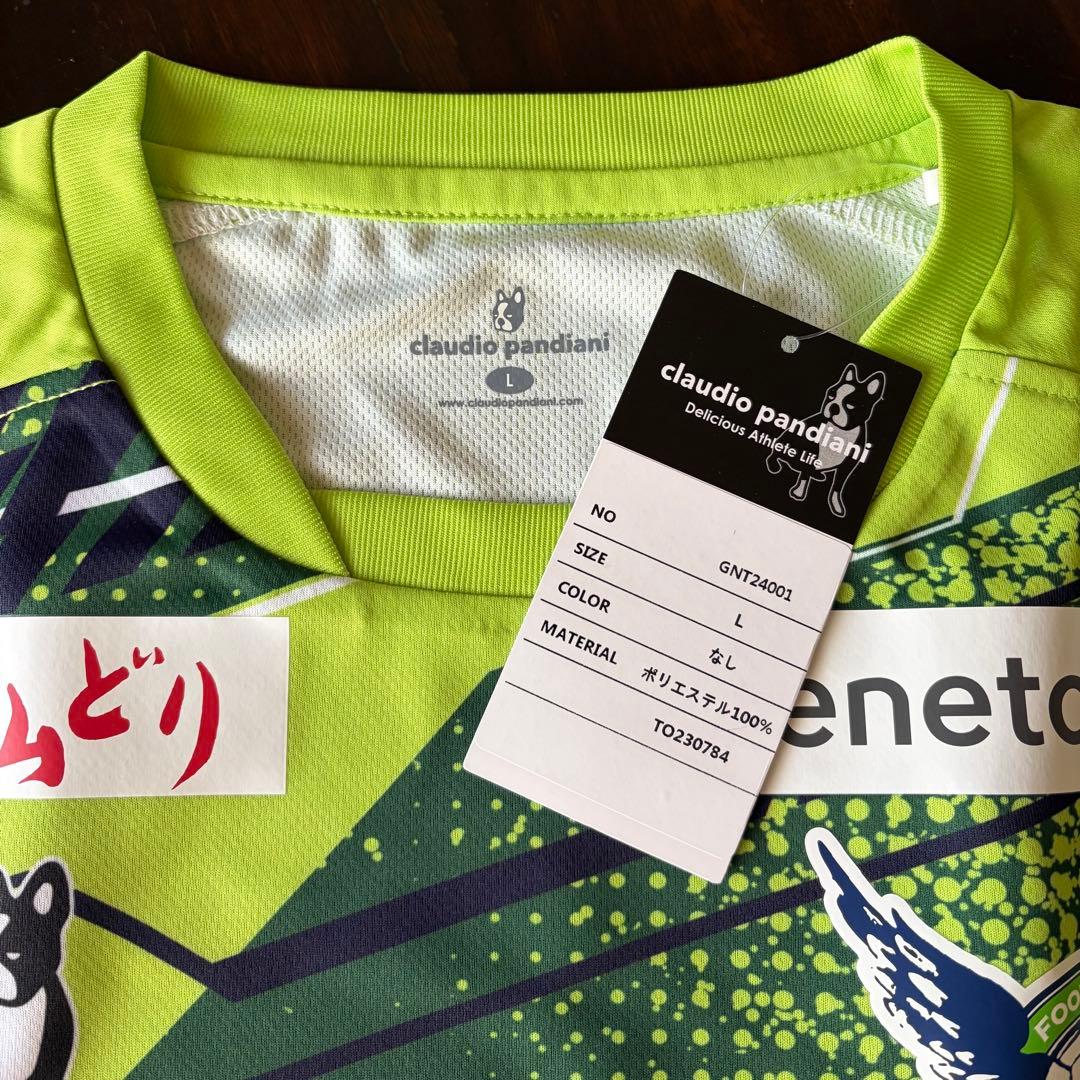 claudio pandiani
L
www.claudiopandiani.com
claudio pandiani
Delicious Athlete Life
NO
GNT24001
SIZE
L
COLOR
なし
MATERIAL
ポリエステル100%
TO230784
どり
eneto
FOO